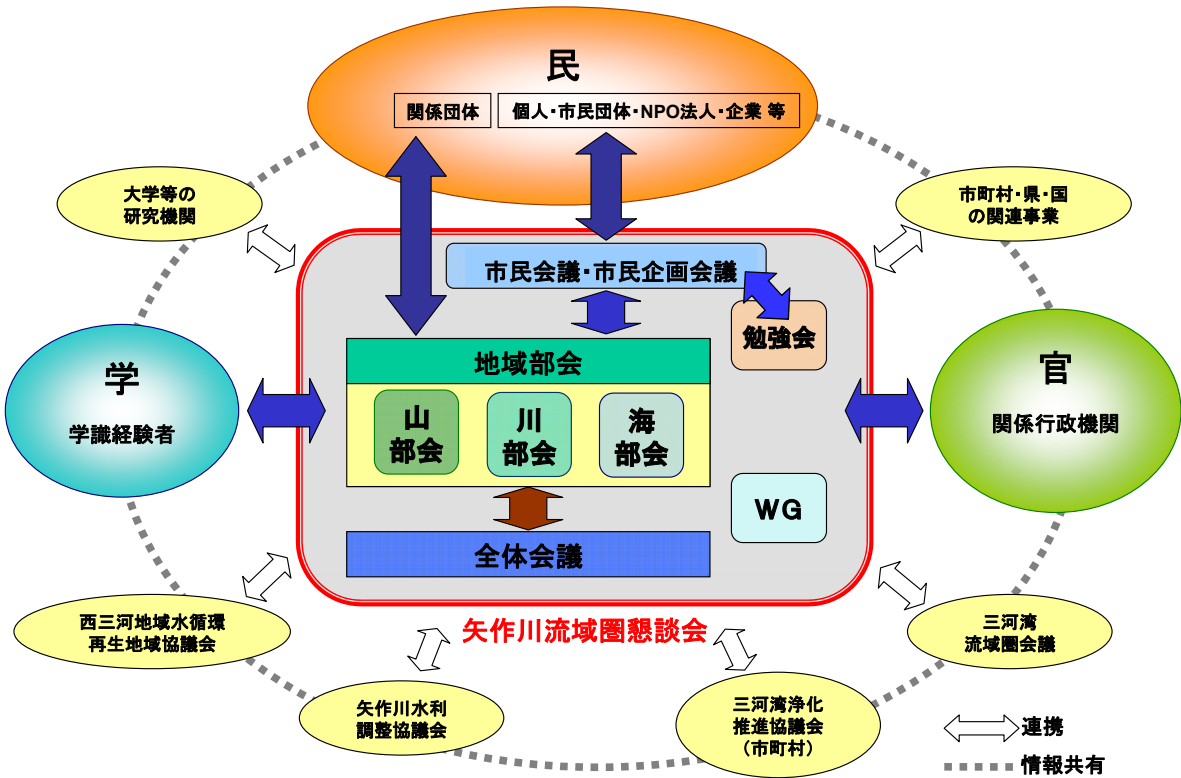 民
関係団体
個人・市民団体・NPO法人・企業 等
大学等の
研究機関
市町村・県・国
の関連事業
市民会議・市民企画会議
勉強会
地域部会
山
部会
川
部会
海
部会
学
学識経験者
官
関係行政機関
WG
全体会議
矢作川流域圏懇談会
西三河地域水循環
再生地域協議会
三河湾
流域圏会議
矢作川水利
調整協議会
三河湾浄化
推進協議会
（市町村）
連携
情報共有